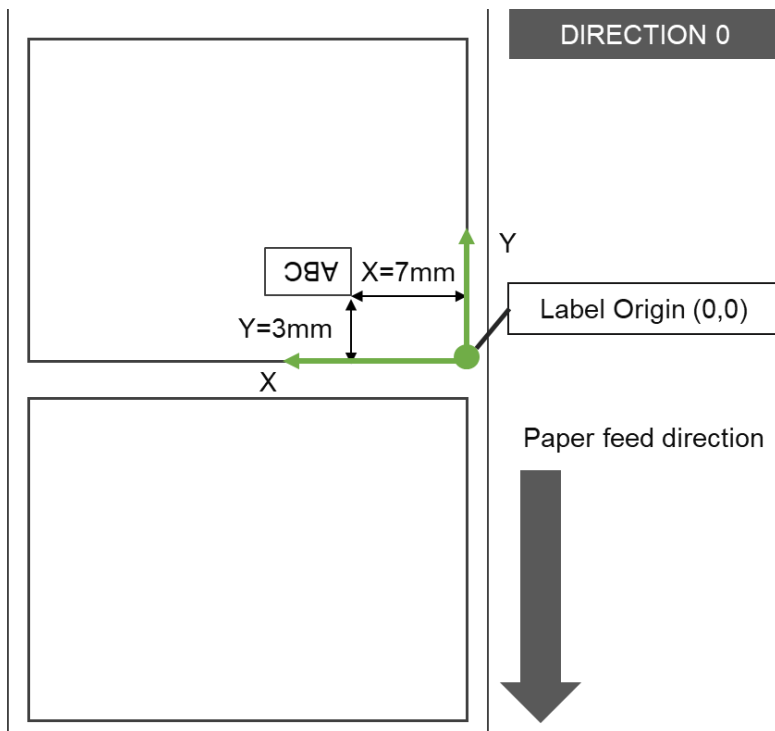 DIRECTION 0
Y
ABC
X=7mm
Label Origin (0,0)
Y=3mm
X
Paper feed direction